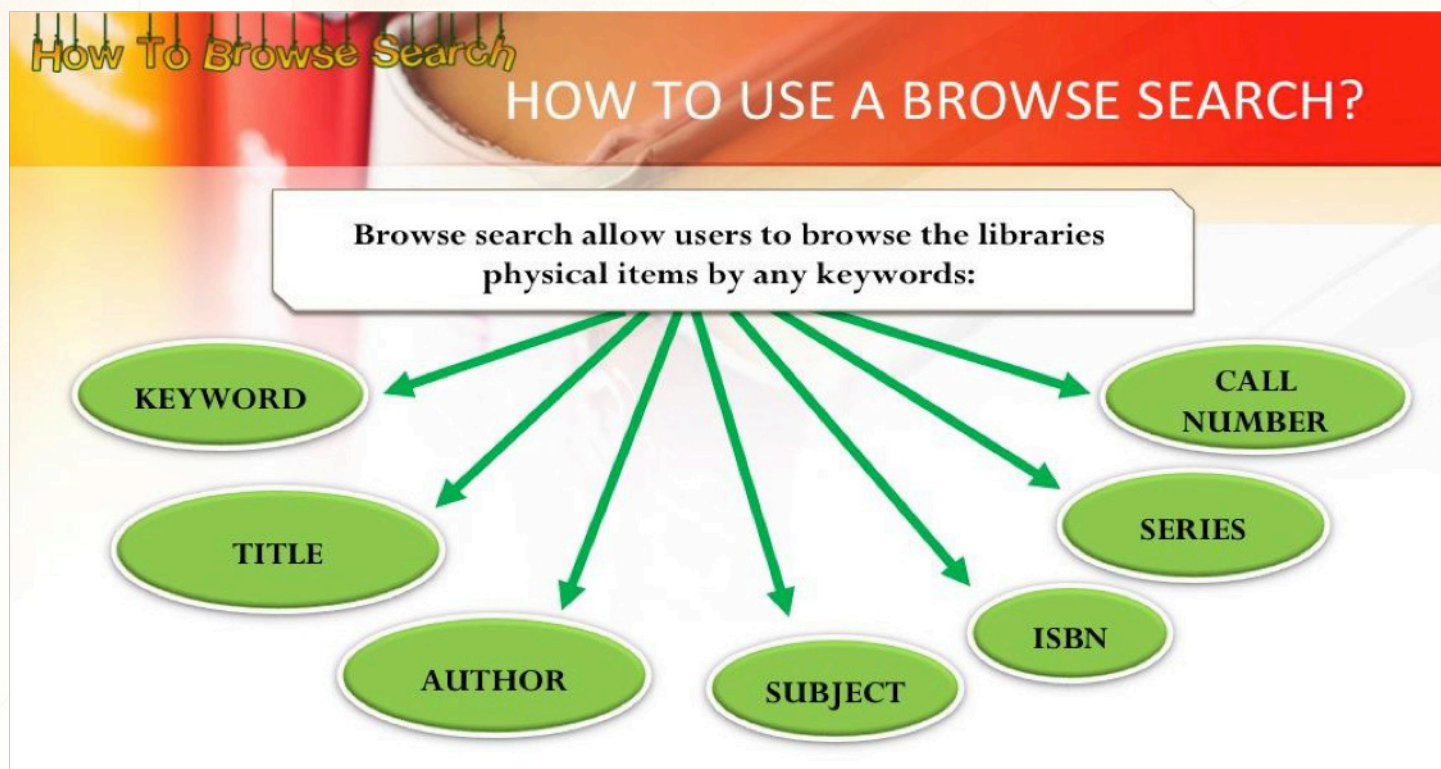 How To Browse Search
HOW TO USE A BROWSE SEARCH?
Browse search allow users to browse the libraries
physical items by any keywords:
KEYWORD
TITLE
AUTHOR
SUBJECT
ISBN
SERIES
CALL
NUMBER